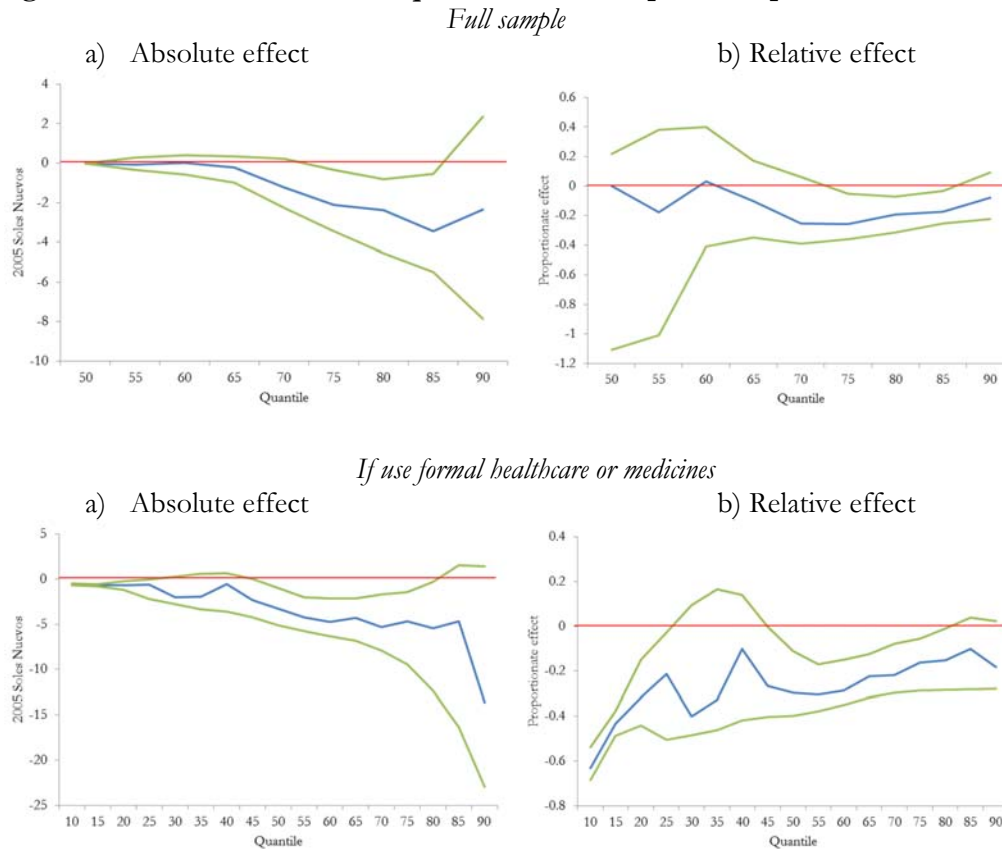 Full sample
a) Absolute effect
b) Relative effect
4
2
0
-2
-4
-6
-8
-10
2005 Soles Nuevos
50 55 60 65 70 75 80 85 90
Quantile
0.6
0.4
0.2
0
-0.2
-0.4
-0.6
-0.8
-1
-1.2
Proportionate effect
50 55 60 65 70 75 80 85 90
Quantile
If use formal healthcare or medicines
a) Absolute effect
b) Relative effect
5
0
-5
-10
-15
-20
-25
2005 Soles Nuevos
10 15 20 25 30 35 40 45 50 55 60 65 70 75 80 85 90
Quantile
0.4
0.2
0
-0.2
-0.4
-0.6
-0.8
Proportionate effect
10 15 20 25 30 35 40 45 50 55 60 65 70 75 80 85 90
Quantile